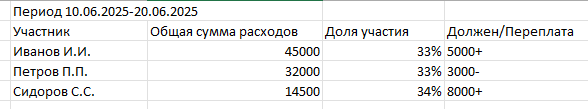 Период 10.06.2025-20.06.2025
Участник Общая сумма расходов Доля участия Должен/Переплата
Иванов И.И. 45000 33% 5000+
Петров П.П. 32000 33% 3000-
Сидоров С.С. 14500 34% 8000+